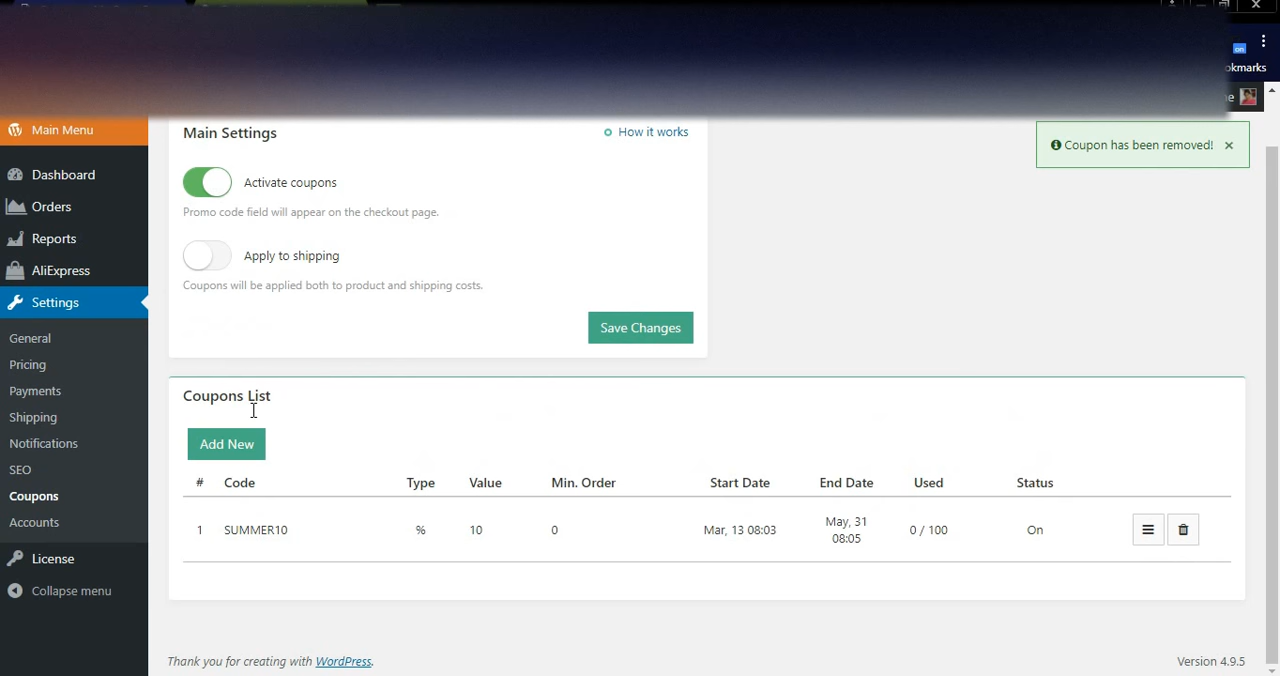 on
okmarks
Main Menu
Main Settings
How it works
Coupon has been removed!
Dashboard
Activate coupons
Orders
Promo code field will appear on the checkout page.
Reports
Apply to shipping
AliExpress
Coupons will be applied both to product and shipping costs.
Settings
Save Changes
General
Pricing
Payments
Shipping
Notifications
SEO
Coupons
Accounts
License
Collapse menu
Coupons List
Add New
# Code Type Value Min. Order Start Date End Date Used Status
1 SUMMER10 % 10 0 Mar, 13 08:03 May, 31 08:05 0 / 100 On
Thank you for creating with WordPress.
Version 4.9.5